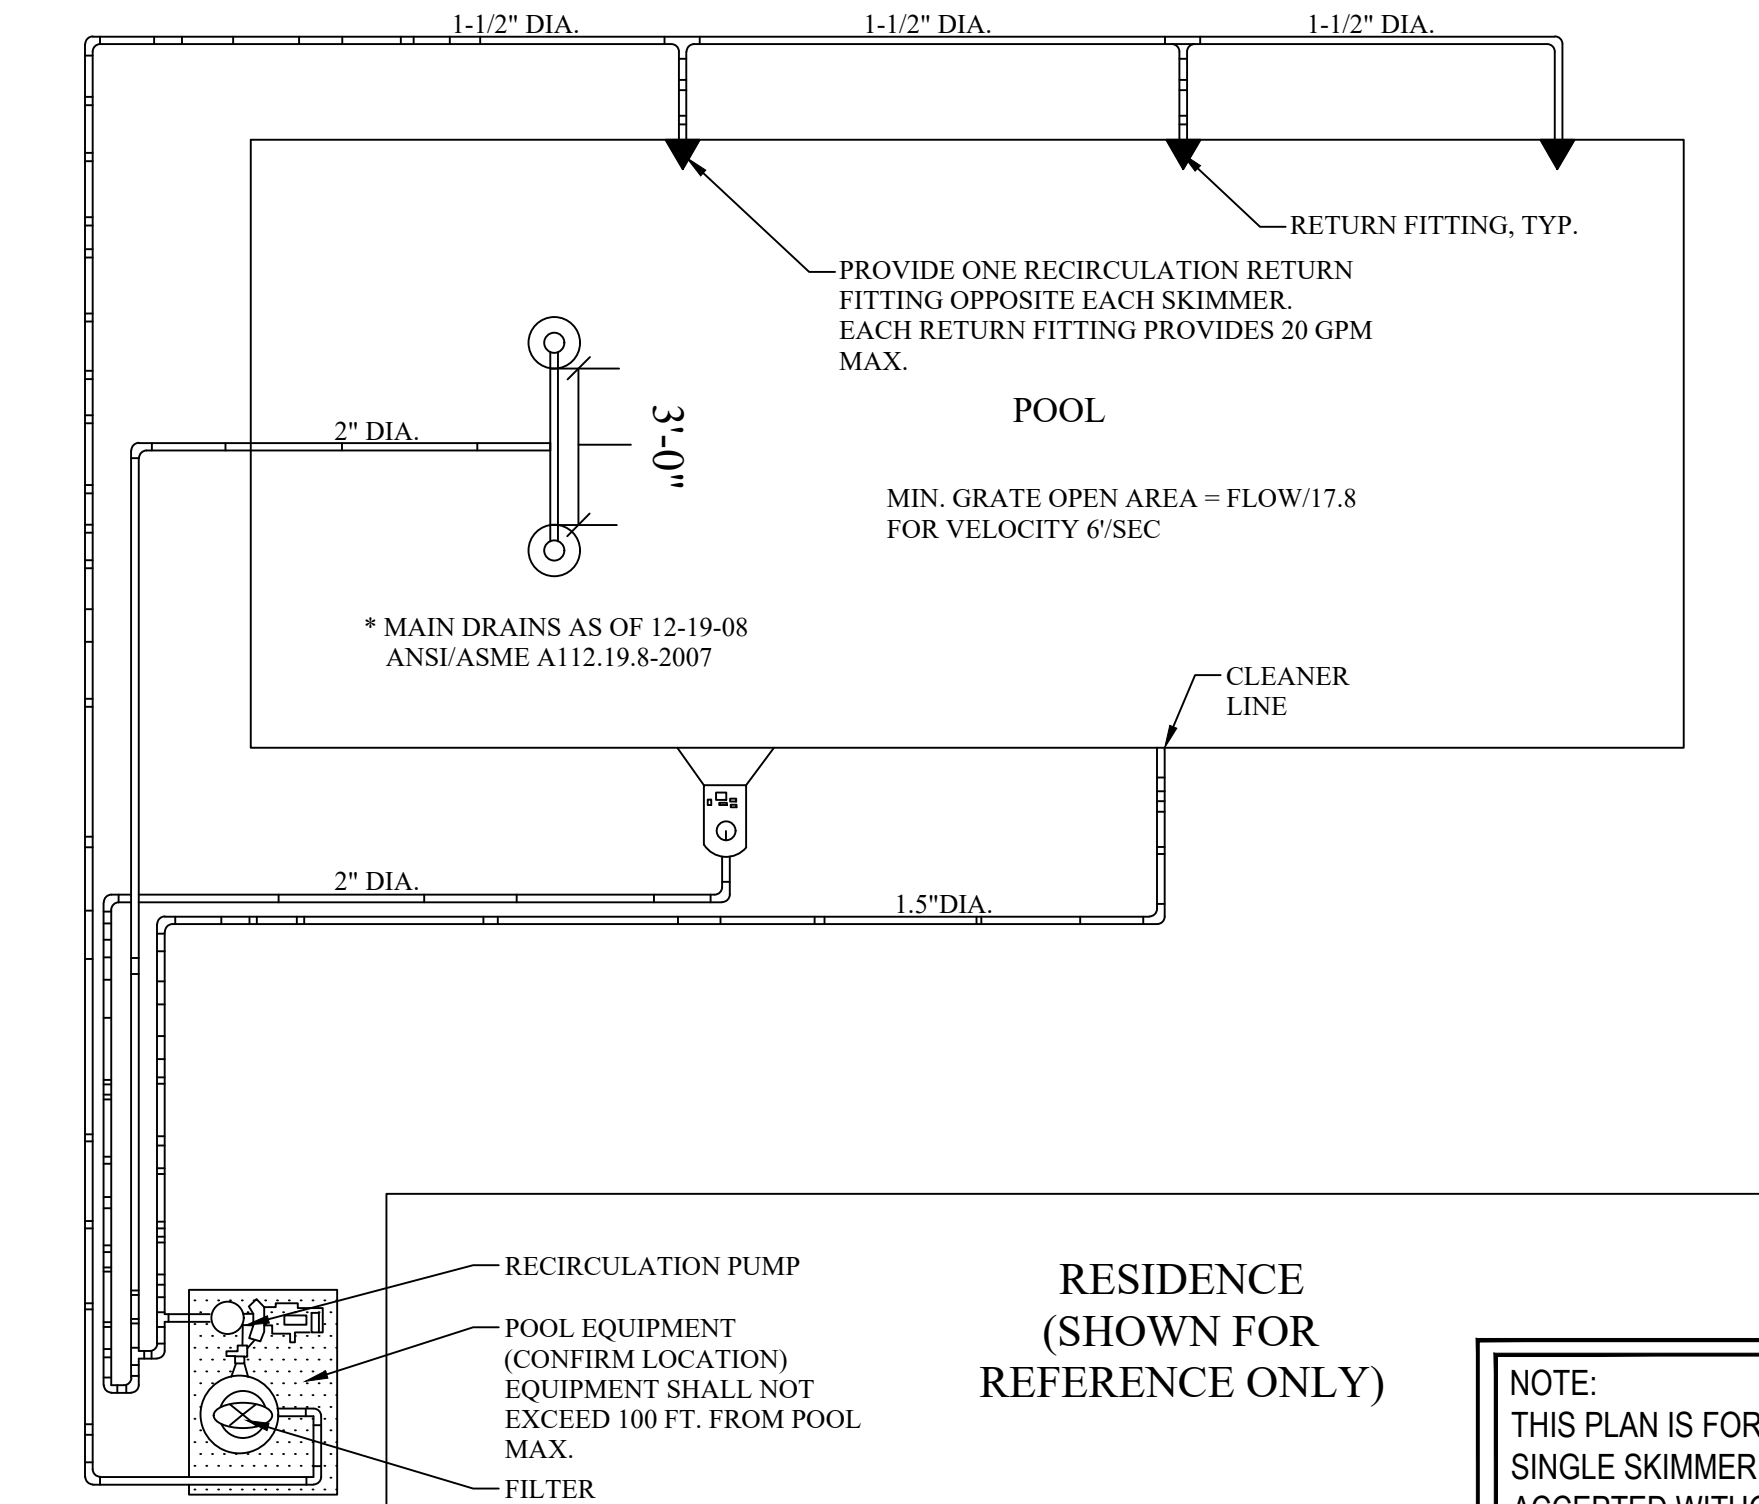 1-1/2" DIA.
1-1/2" DIA.
1-1/2" DIA.
RETURN FITTING, TYP.
PROVIDE ONE RECIRCULATION RETURN
FITTING OPPOSITE EACH SKIMMER.
EACH RETURN FITTING PROVIDES 20 GPM
MAX.
POOL
2" DIA.
3'-0"
MIN. GRATE OPEN AREA = FLOW/17.8
FOR VELOCITY 6'/SEC
* MAIN DRAINS AS OF 12-19-08
ANSI/ASME A112.19.8-2007
CLEANER
LINE
2" DIA.
1.5"DIA.
RECIRCULATION PUMP
POOL EQUIPMENT
(CONFIRM LOCATION)
EQUIPMENT SHALL NOT
EXCEED 100 FT. FROM POOL
MAX.
FILTER
RESIDENCE
(SHOWN FOR
REFERENCE ONLY)
NOTE:
THIS PLAN IS FOR
SINGLE SKIMMER